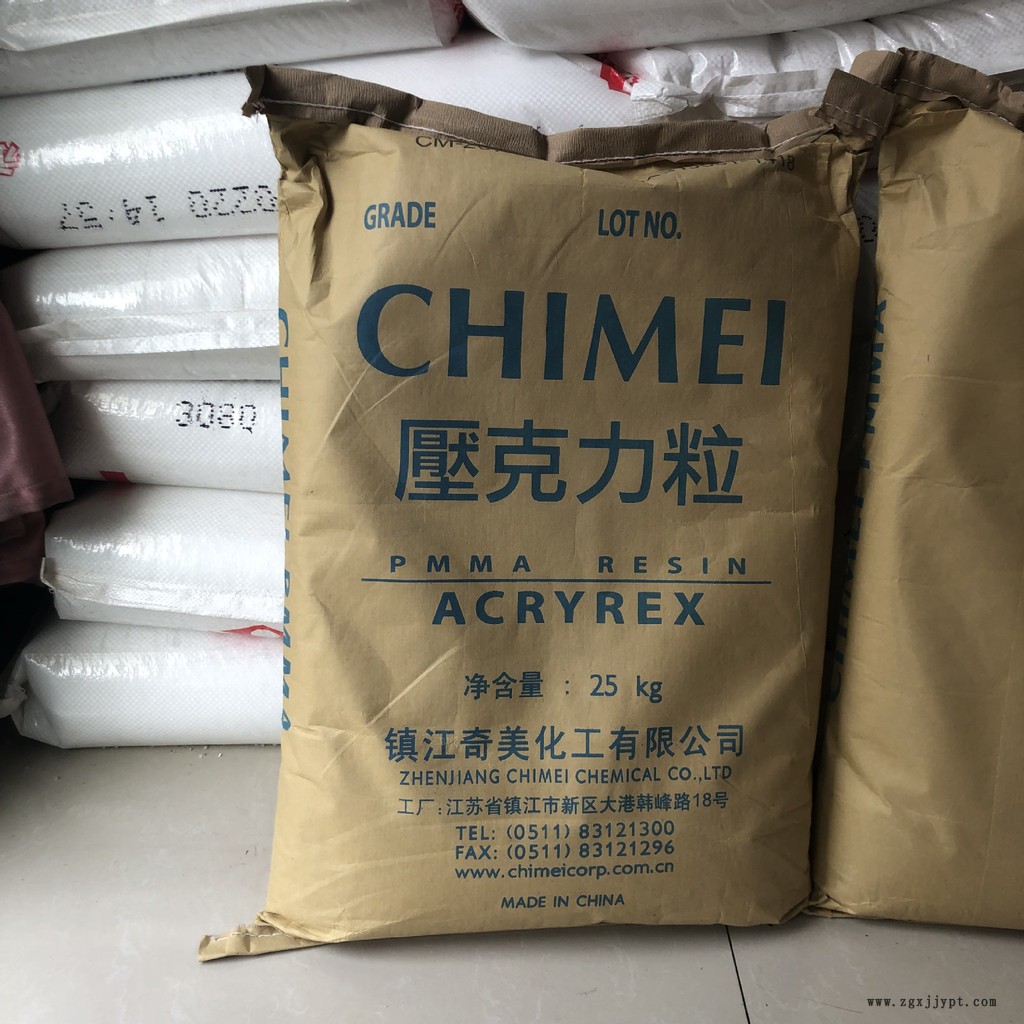 GRADE LOT NO.
CHIMEI
壓克力粒
PMMA RESIN
ACRYREX
净含量 : 25 kg
镇江奇美化工有限公司
ZHENJIANG CHIMEI CHEMICAL CO.,LTD
工厂:江苏省镇江市新区大港韩峰路18号
TEL: (0511) 83121300
FAX: (0511) 83121296
www.chimeicorp.com.cn
MADE IN CHINA
CHIMEI PMMA
308Q
www.zgxjjypt.com